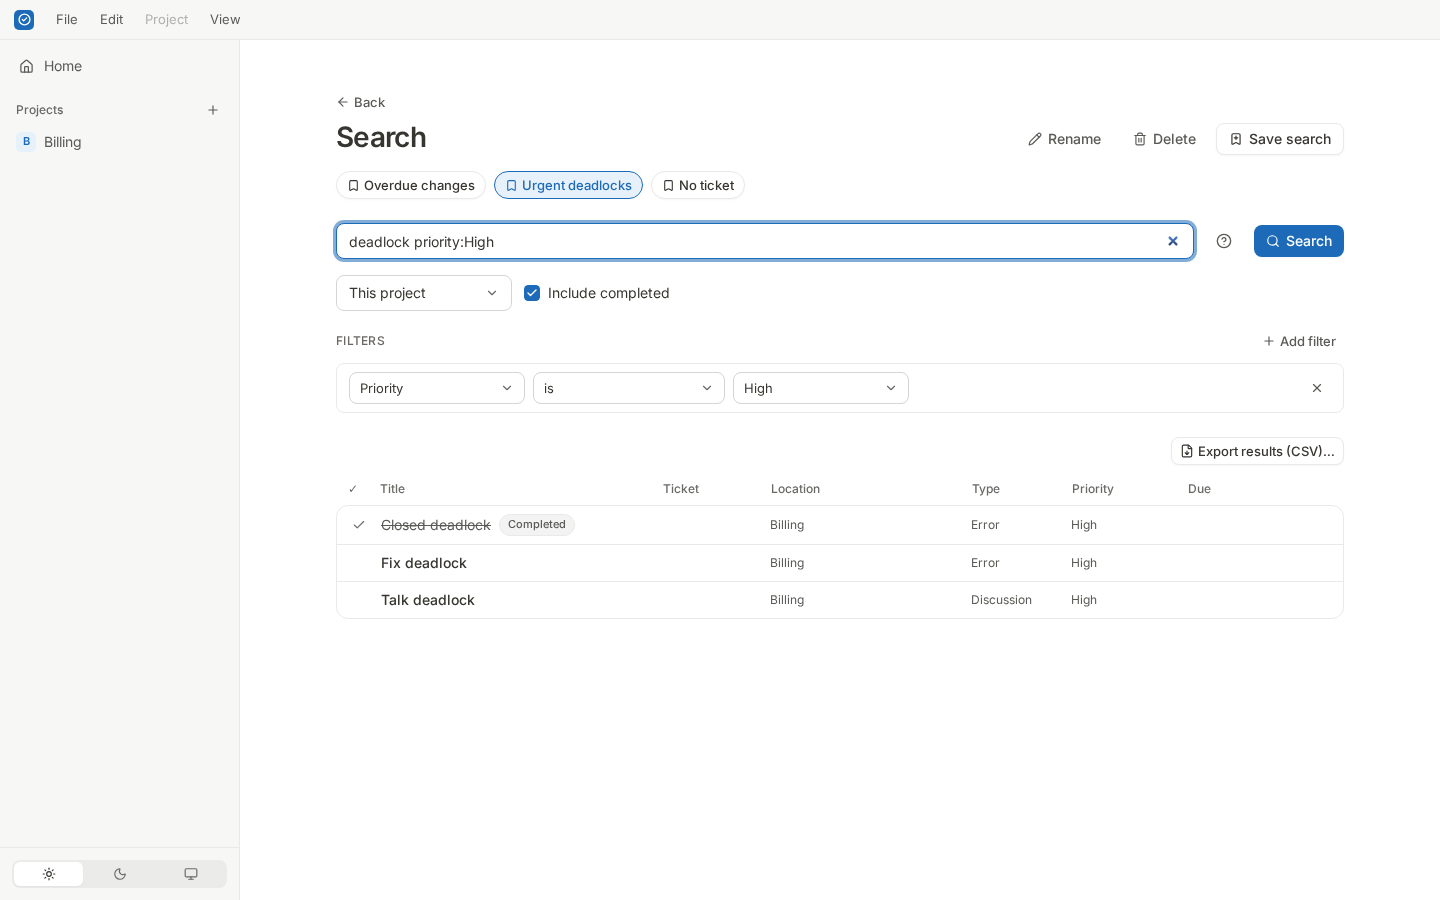 File Edit Project View
Home
Projects
B Billing
Back
Search
Rename Delete Save search
Overdue changes Urgent deadlocks No ticket
deadlock priority:High
Search
This project Include completed
FILTERS Add filter
Priority is High
Export results (CSV)...
✓ Title Ticket Location Type Priority Due
Closed deadlock Completed Billing Error High
Fix deadlock Billing Error High
Talk deadlock Billing Discussion High